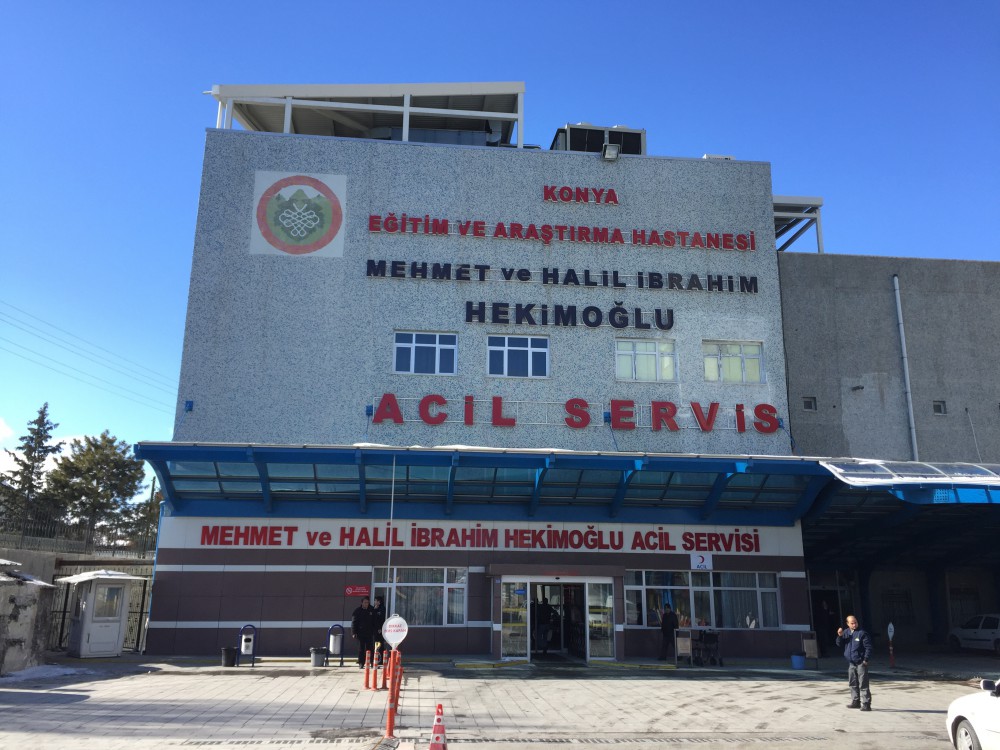 KONYA
EĞİTİM VE ARAŞTIRMA HASTANESİ
MEHMET ve HALİL İBRAHİM
HEKİMOĞLU
ACİL SERVİS
MEHMET ve HALİL İBRAHİM HEKİMOĞLU ACİL SERVİSİ
ACİL